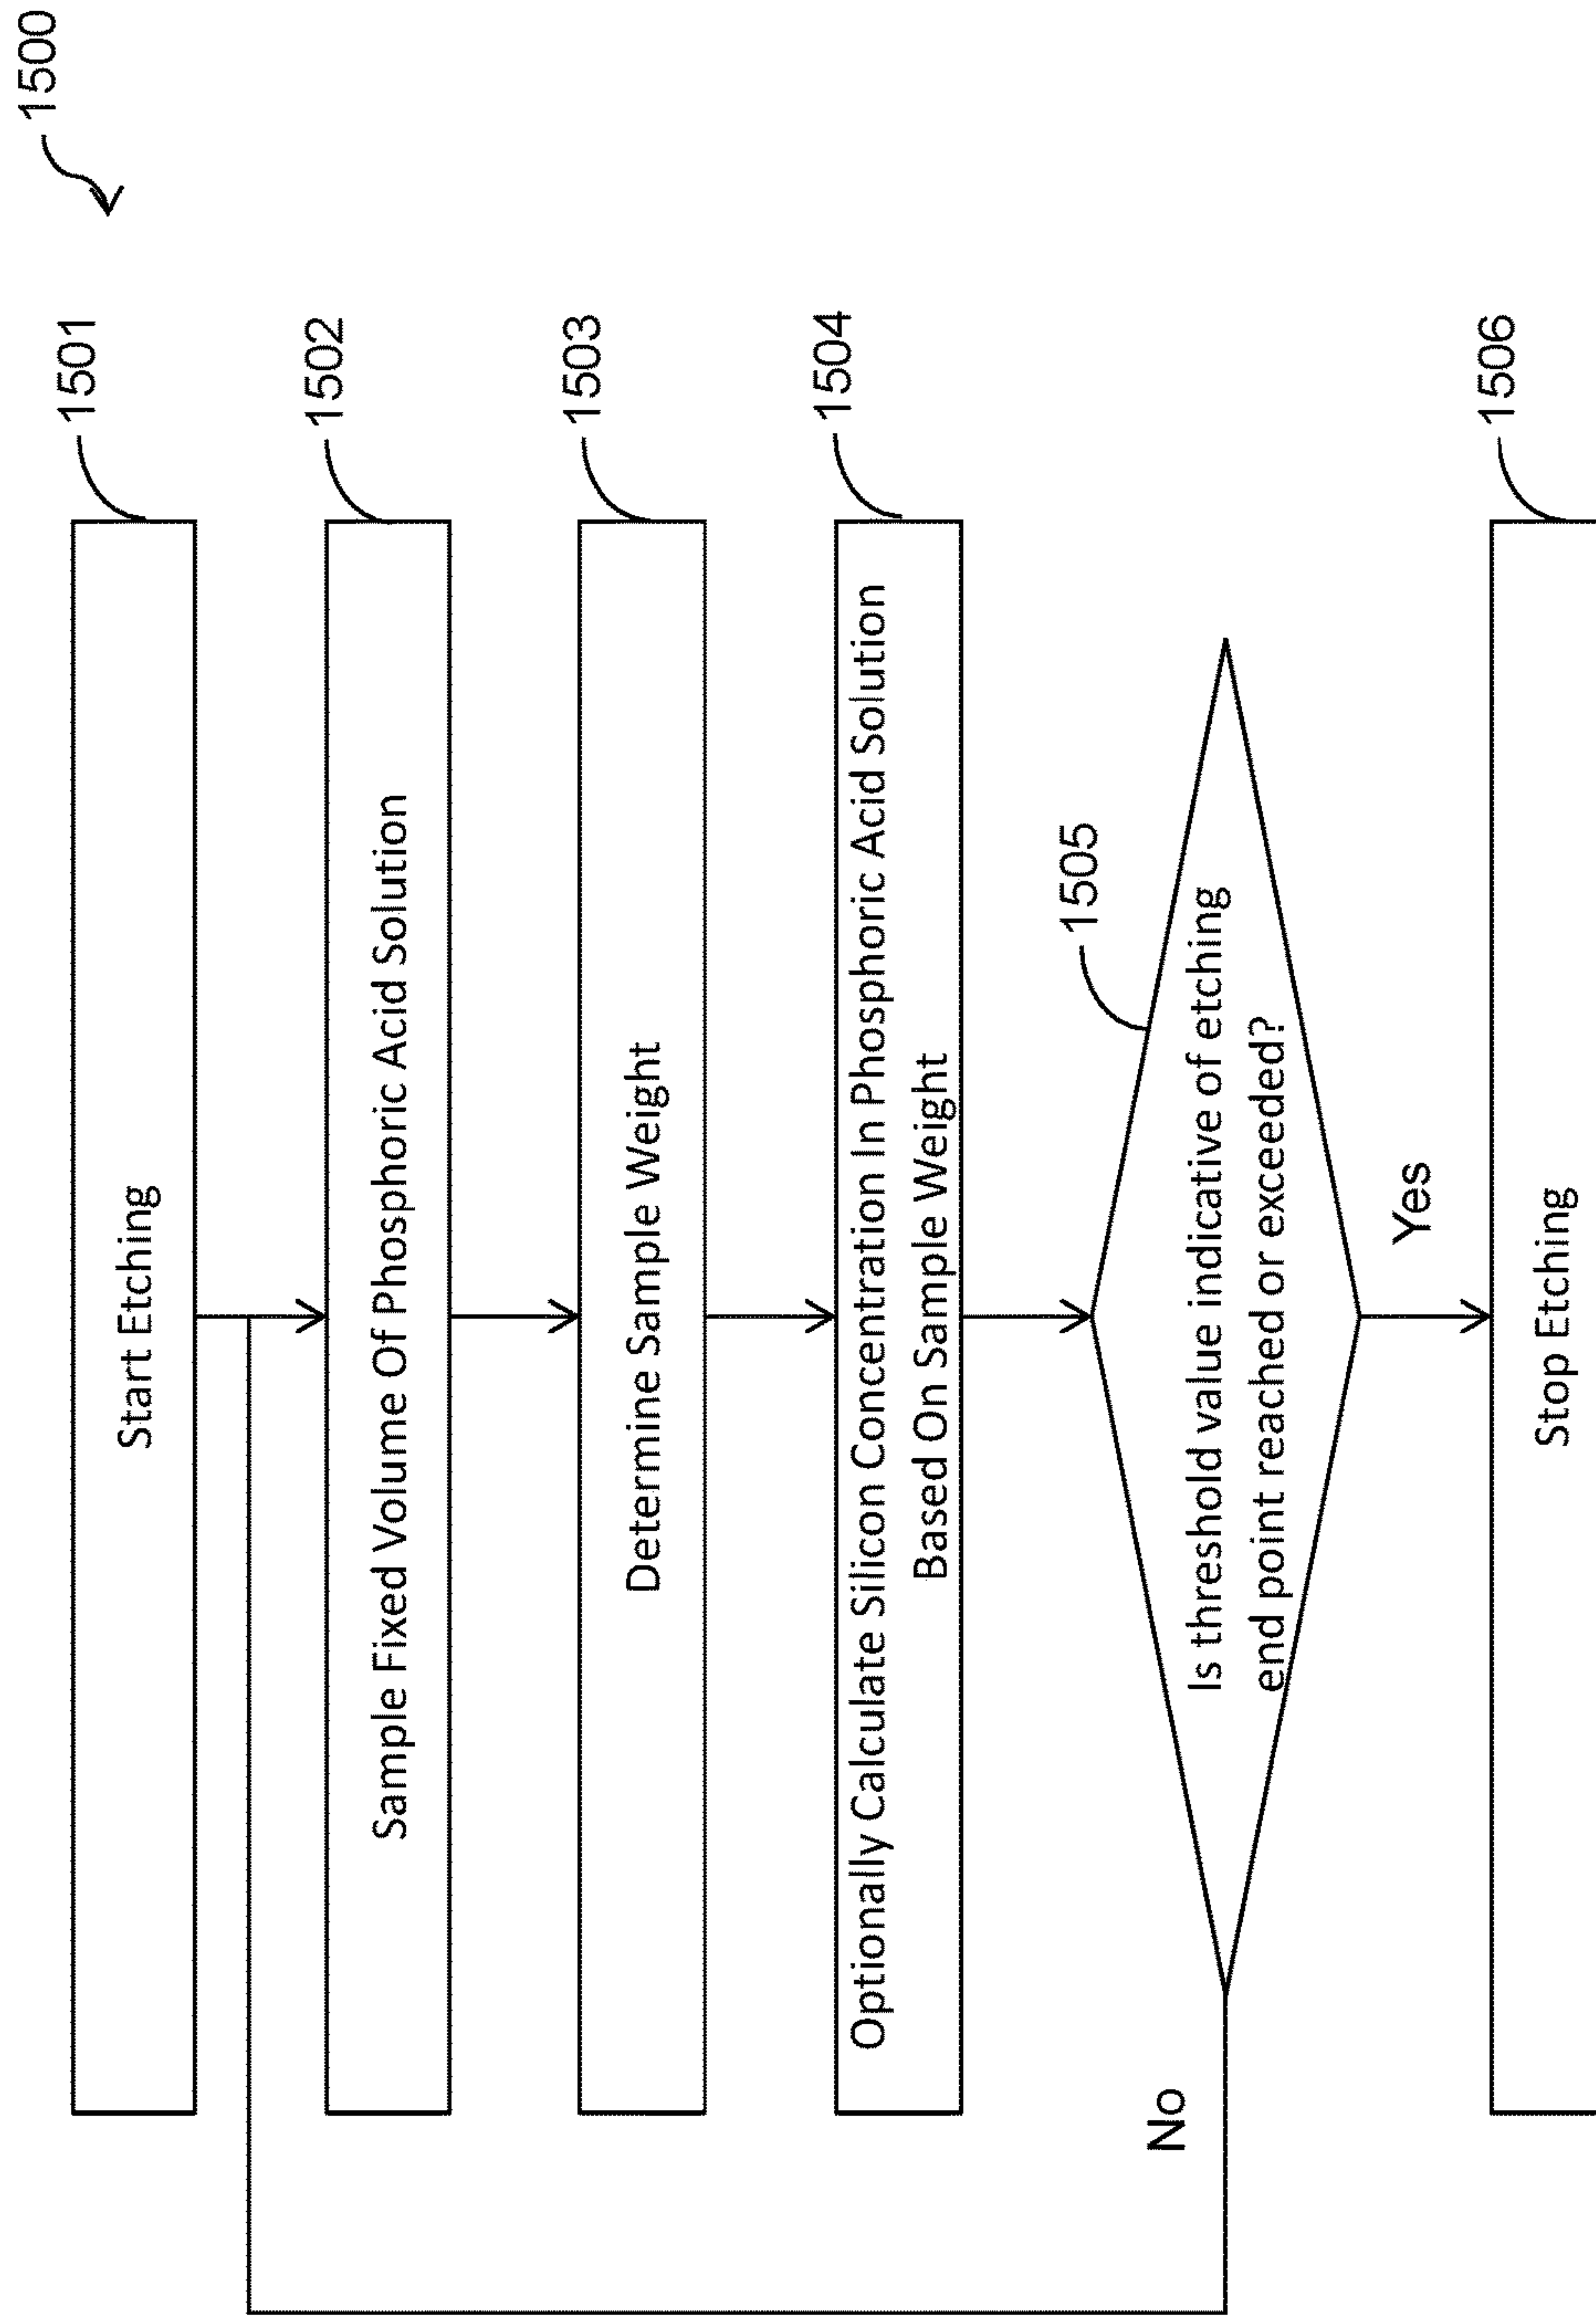 1500
1501
Start Etching
1502
Sample Fixed Volume Of Phosphoric Acid Solution
1503
Determine Sample Weight
1504
Optionally Calculate Silicon Concentration In Phosphoric Acid Solution
Based On Sample Weight
1505
Is threshold value indicative of etching
end point reached or exceeded?
No
Yes
1506
Stop Etching